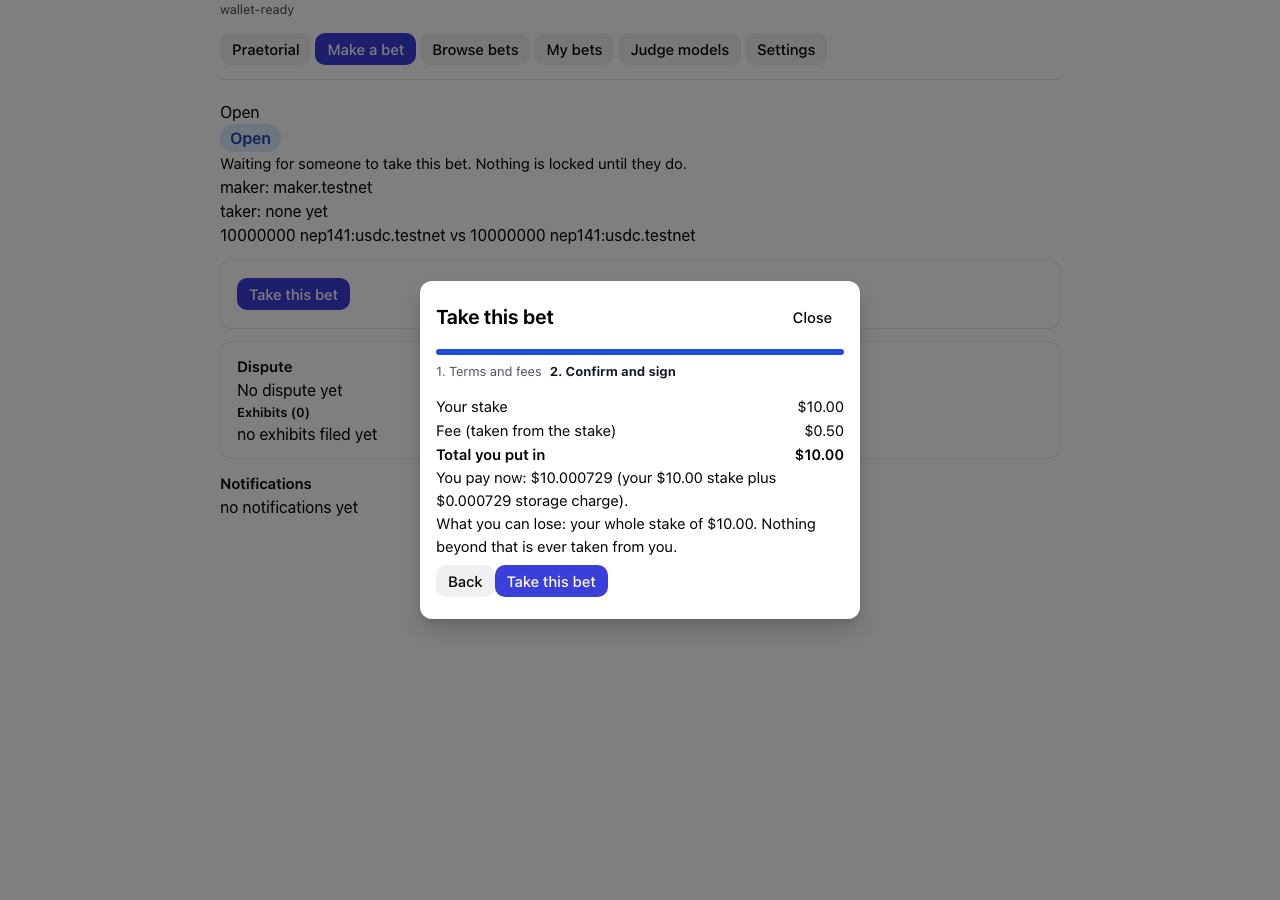 wallet-ready
Praetorial Make a bet Browse bets My bets Judge models Settings
Open
Open
Waiting for someone to take this bet. Nothing is locked until they do.
maker: maker.testnet
taker: none yet
10000000 nep141:usdc.testnet vs 10000000 nep141:usdc.testnet
Take this bet
Dispute
No dispute yet
Exhibits (0)
no exhibits filed yet
Notifications
no notifications yet
Take this bet Close
1. Terms and fees 2. Confirm and sign
Your stake $10.00
Fee (taken from the stake) $0.50
Total you put in $10.00
You pay now: $10.000729 (your $10.00 stake plus
$0.000729 storage charge).
What you can lose: your whole stake of $10.00. Nothing
beyond that is ever taken from you.
Back Take this bet